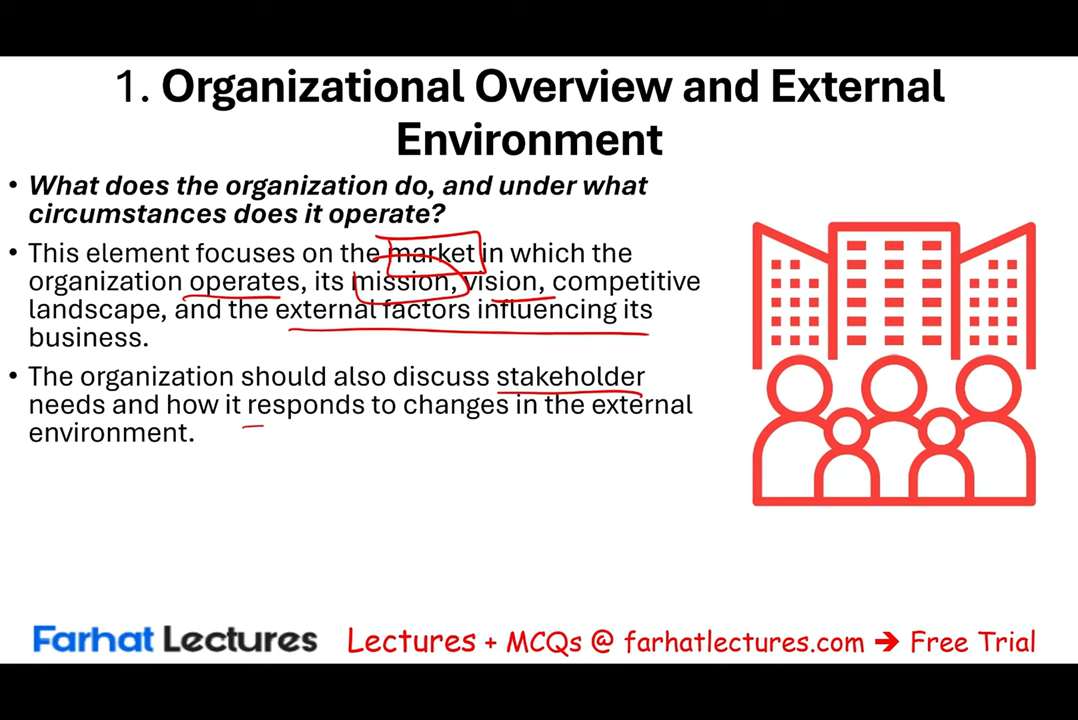 1. Organizational Overview and External
Environment
• What does the organization do, and under what
circumstances does it operate?
• This element focuses on the market in which the
organization operates, its mission, vision, competitive
landscape, and the external factors influencing its
business.
• The organization should also discuss stakeholder
needs and how it responds to changes in the external
environment.
Farhat Lectures Lectures + MCQs @ farhatlectures.com → Free Trial